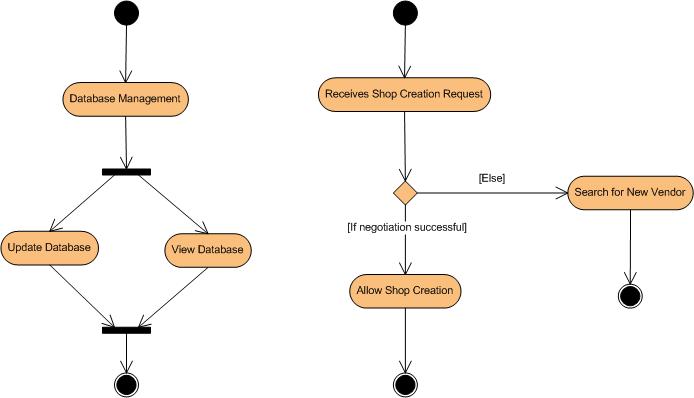 Database Management
Update Database
View Database
Receives Shop Creation Request
[Else]
Search for New Vendor
[If negotiation successful]
Allow Shop Creation